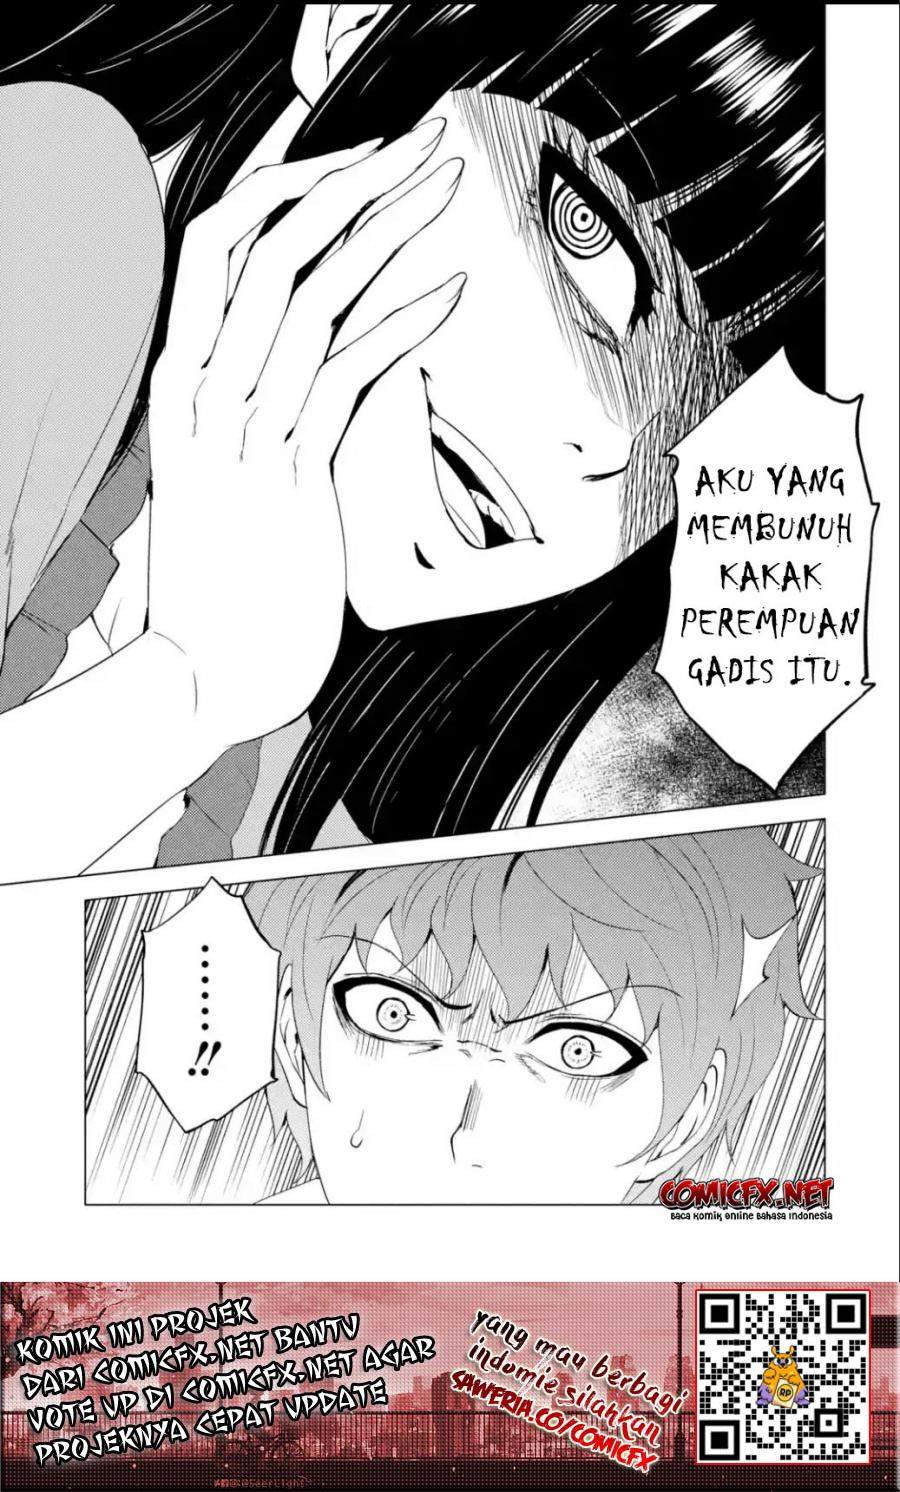 AKU YANG
MEMBUNUH
KAKAK
PEREMPUAN
GADIS ITU.
.......!!
COMICFX.NET
BACA KOMIK ONLINE BAHASA INDONESIA
KOMIK INI PROJEK
DARI COMICFX.NET BANTU
VOTE UP DI COMICFX.NET AGAR
PROJEKNYA CEPAT UPDATE
yang mau berbagi
indomie silahkan
SAWERIA.CO/COMICFX
RP
@SeerLight